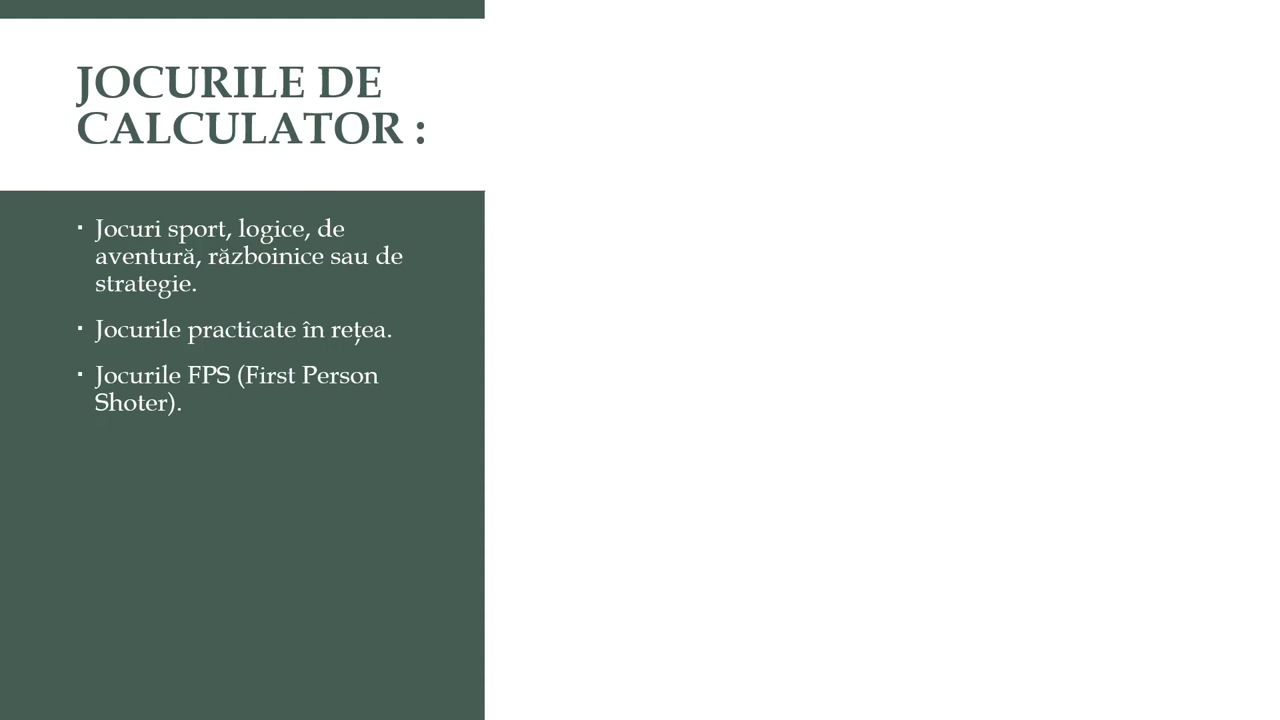 JOCURILE DE
CALCULATOR :
▪ Jocuri sport, logice, de
aventură, războinice sau de
strategie.
▪ Jocurile practicate în rețea.
▪ Jocurile FPS (First Person
Shoter).